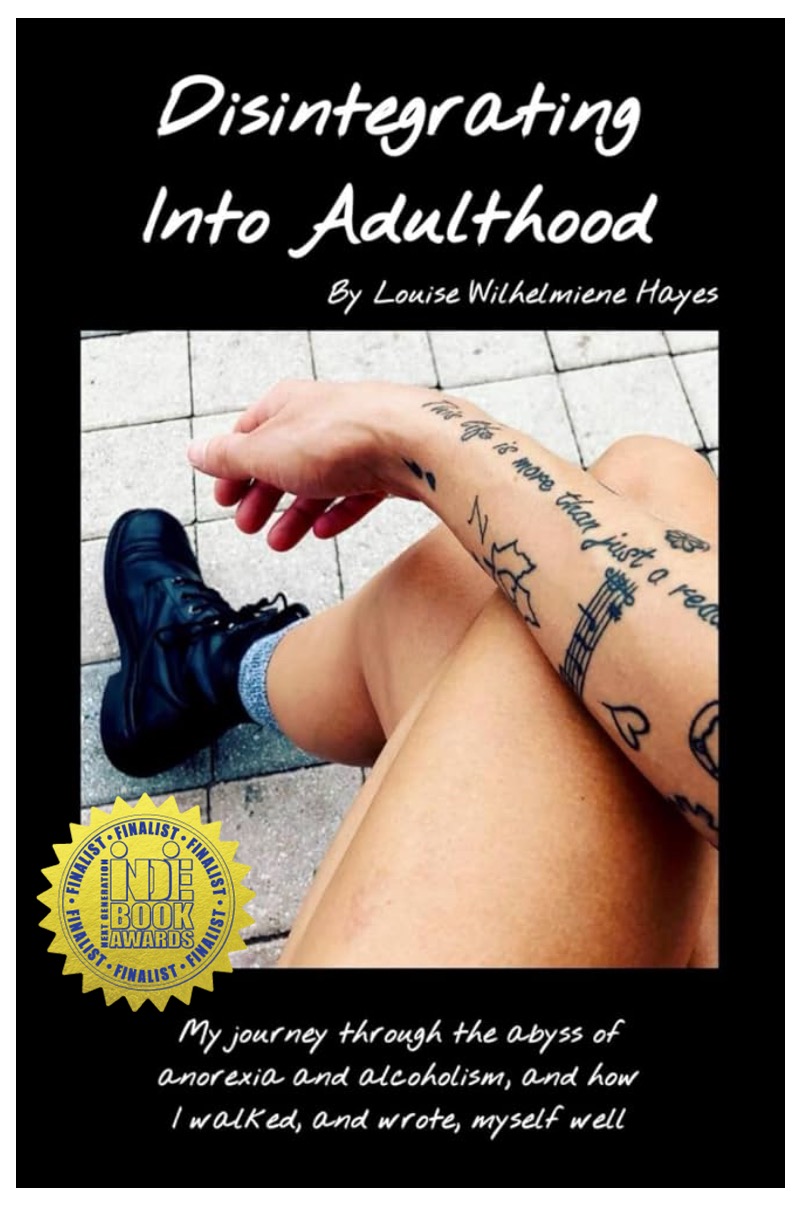 Disintegrating
Into Adulthood
By Louise Wilhelmiene Hayes
This life is more than just a read
N
FINALIST • FINALIST • FINALIST • FINALIST • FINALIST • FINALIST
NEXT GENERATION
INDIE
BOOK
AWARDS
My journey through the abyss of
anorexia and alcoholism, and how
I walked, and wrote, myself well